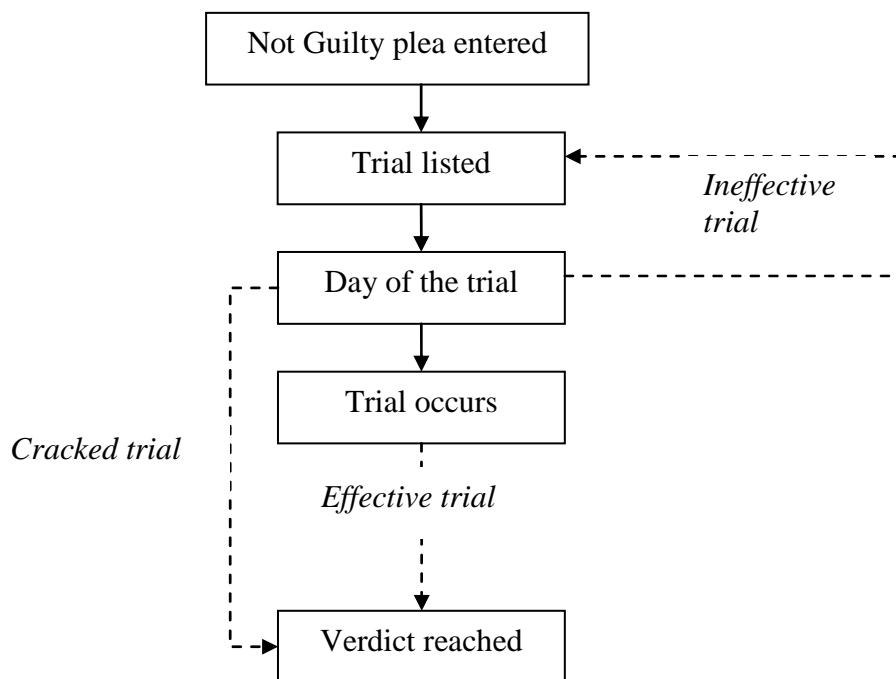 Not Guilty plea entered
Trial listed
Ineffective
trial
Day of the trial
Trial occurs
Cracked trial
Effective trial
Verdict reached